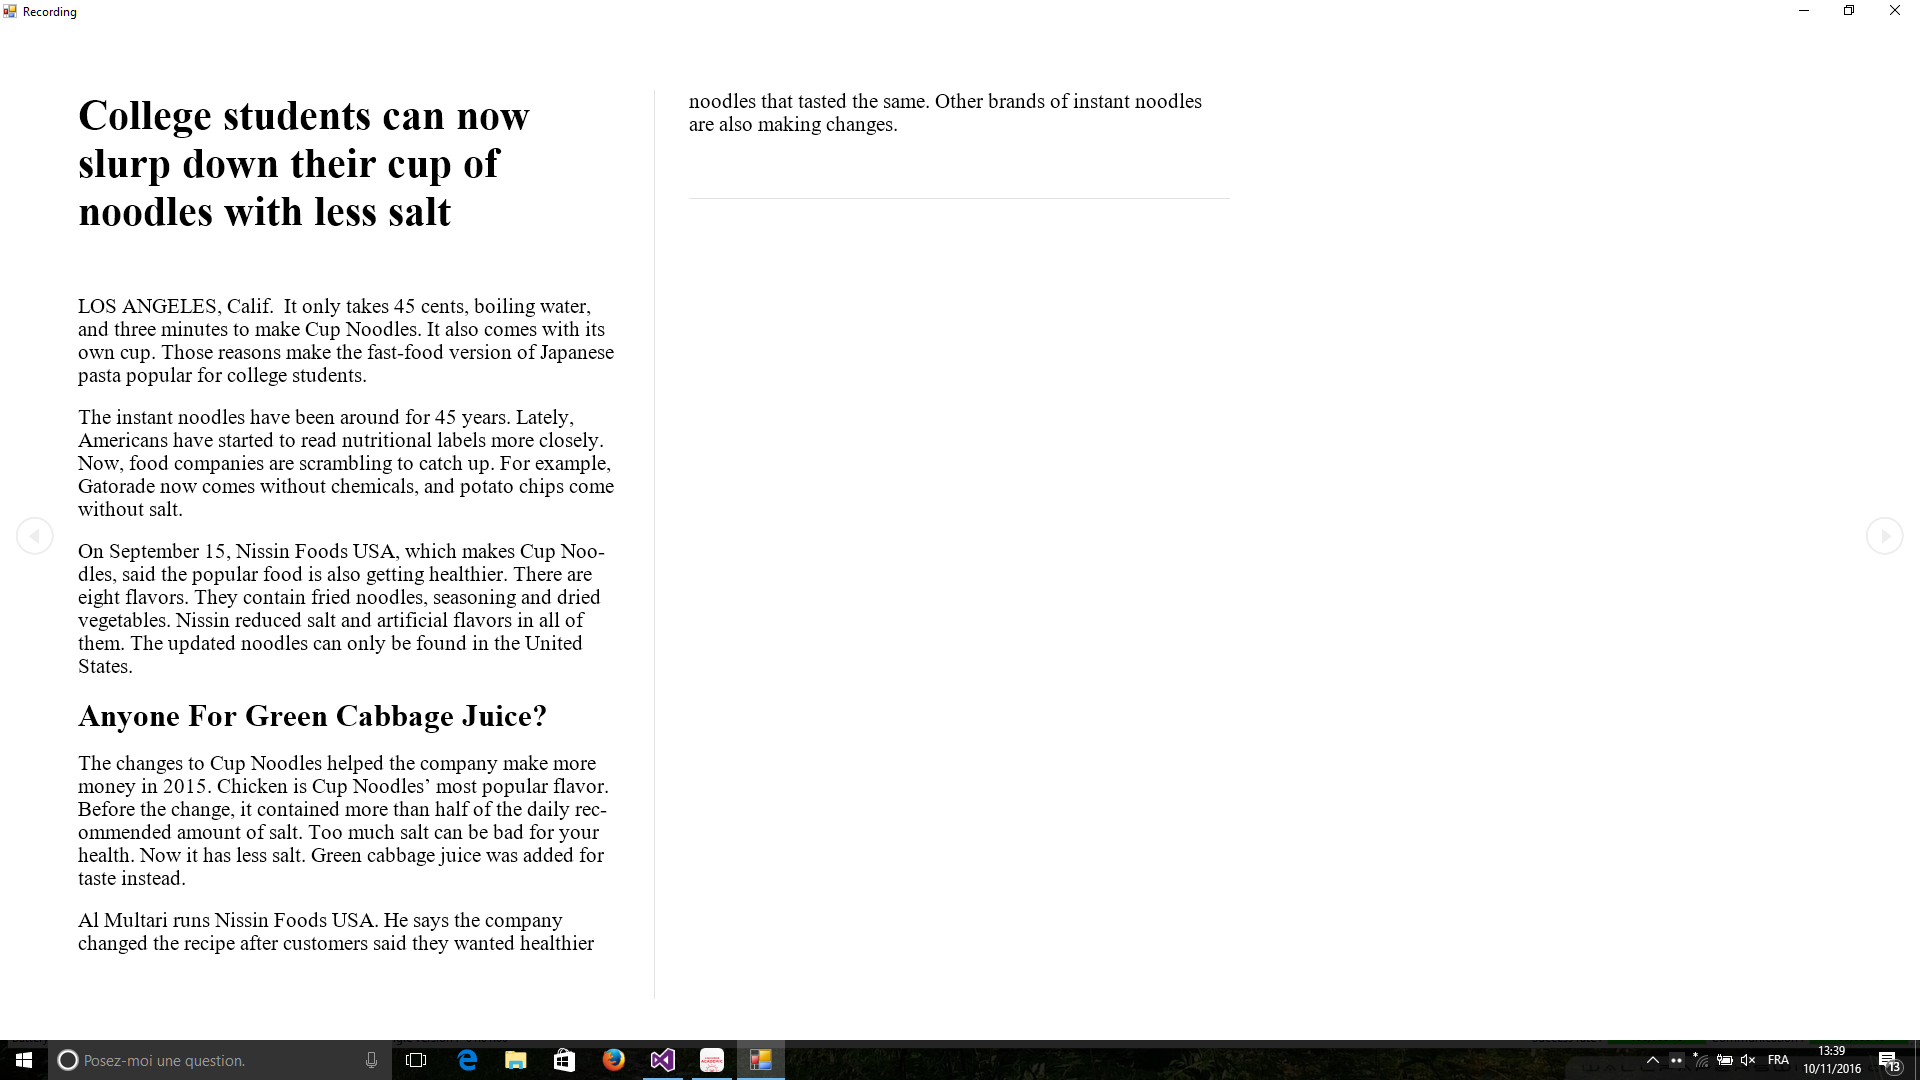 Recording
College students can now
slurp down their cup of
noodles with less salt
LOS ANGELES, Calif.  It only takes 45 cents, boiling water,
and three minutes to make Cup Noodles. It also comes with its
own cup. Those reasons make the fast-food version of Japanese
pasta popular for college students.
The instant noodles have been around for 45 years. Lately,
Americans have started to read nutritional labels more closely.
Now, food companies are scrambling to catch up. For example,
Gatorade now comes without chemicals, and potato chips come
without salt.
On September 15, Nissin Foods USA, which makes Cup Noo-
dles, said the popular food is also getting healthier. There are
eight flavors. They contain fried noodles, seasoning and dried
vegetables. Nissin reduced salt and artificial flavors in all of
them. The updated noodles can only be found in the United
States.
Anyone For Green Cabbage Juice?
The changes to Cup Noodles helped the company make more
money in 2015. Chicken is Cup Noodles’ most popular flavor.
Before the change, it contained more than half of the daily rec-
ommended amount of salt. Too much salt can be bad for your
health. Now it has less salt. Green cabbage juice was added for
taste instead.
Al Multari runs Nissin Foods USA. He says the company
changed the recipe after customers said they wanted healthier
noodles that tasted the same. Other brands of instant noodles
are also making changes.
Posez-moi une question.
FRA
13:39
10/11/2016
13